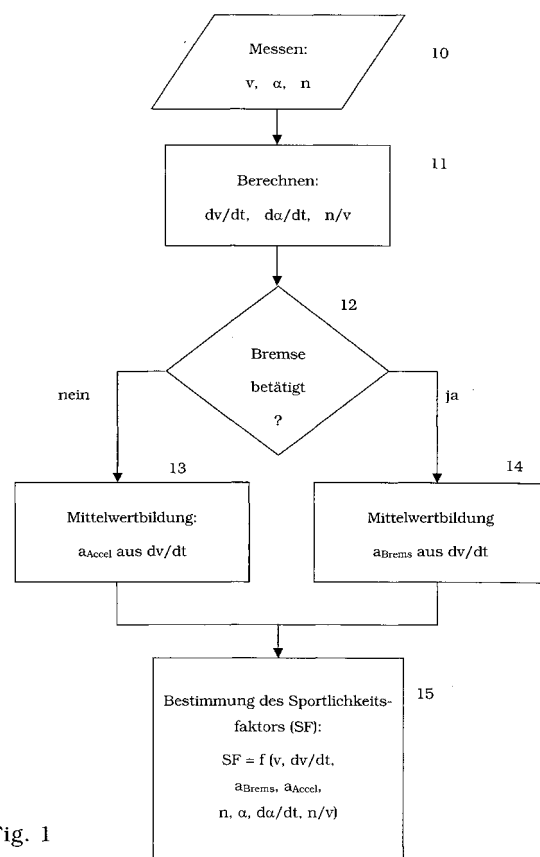 Messen:
10
v, α, n
11
Berechnen:
dv/dt, dα/dt, n/v
12
Bremse
betätigt
?
nein
ja
13
14
Mittelwertbildung:
aAccel aus dv/dt
Mittelwertbildung
aBrems aus dv/dt
15
Bestimmung des Sportlichkeits-
faktors (SF):
SF = f (v, dv/dt,
aBrems, aAccel,
n, α, dα/dt, n/v)
ig. 1